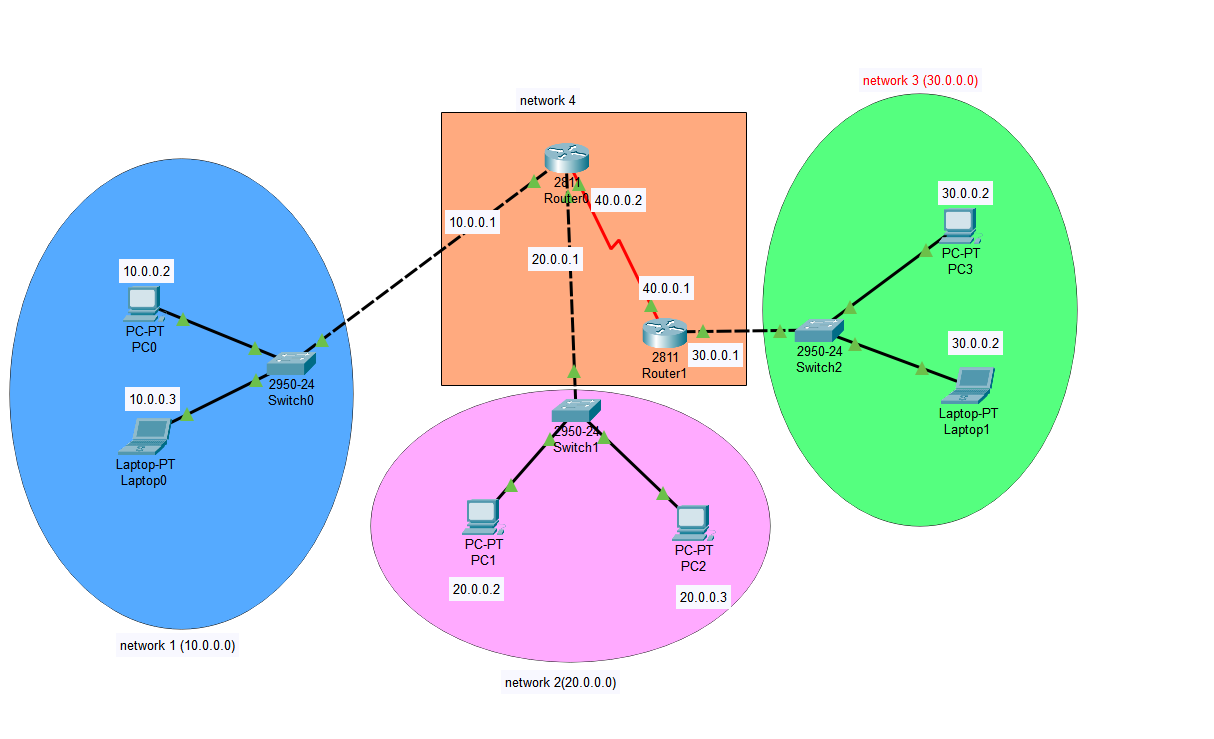 network 3 (30.0.0.0)
network 4
2811
Router0
40.0.0.2
10.0.0.1
20.0.0.1
40.0.0.1
2811
Router1
30.0.0.1
30.0.0.2
PC-PT
PC3
2950-24
Switch2
30.0.0.2
Laptop-PT
Laptop1
10.0.0.2
PC-PT
PC0
2950-24
Switch0
10.0.0.3
Laptop-PT
Laptop0
network 1 (10.0.0.0)
2950-24
Switch1
PC-PT
PC1
20.0.0.2
PC-PT
PC2
20.0.0.3
network 2(20.0.0.0)